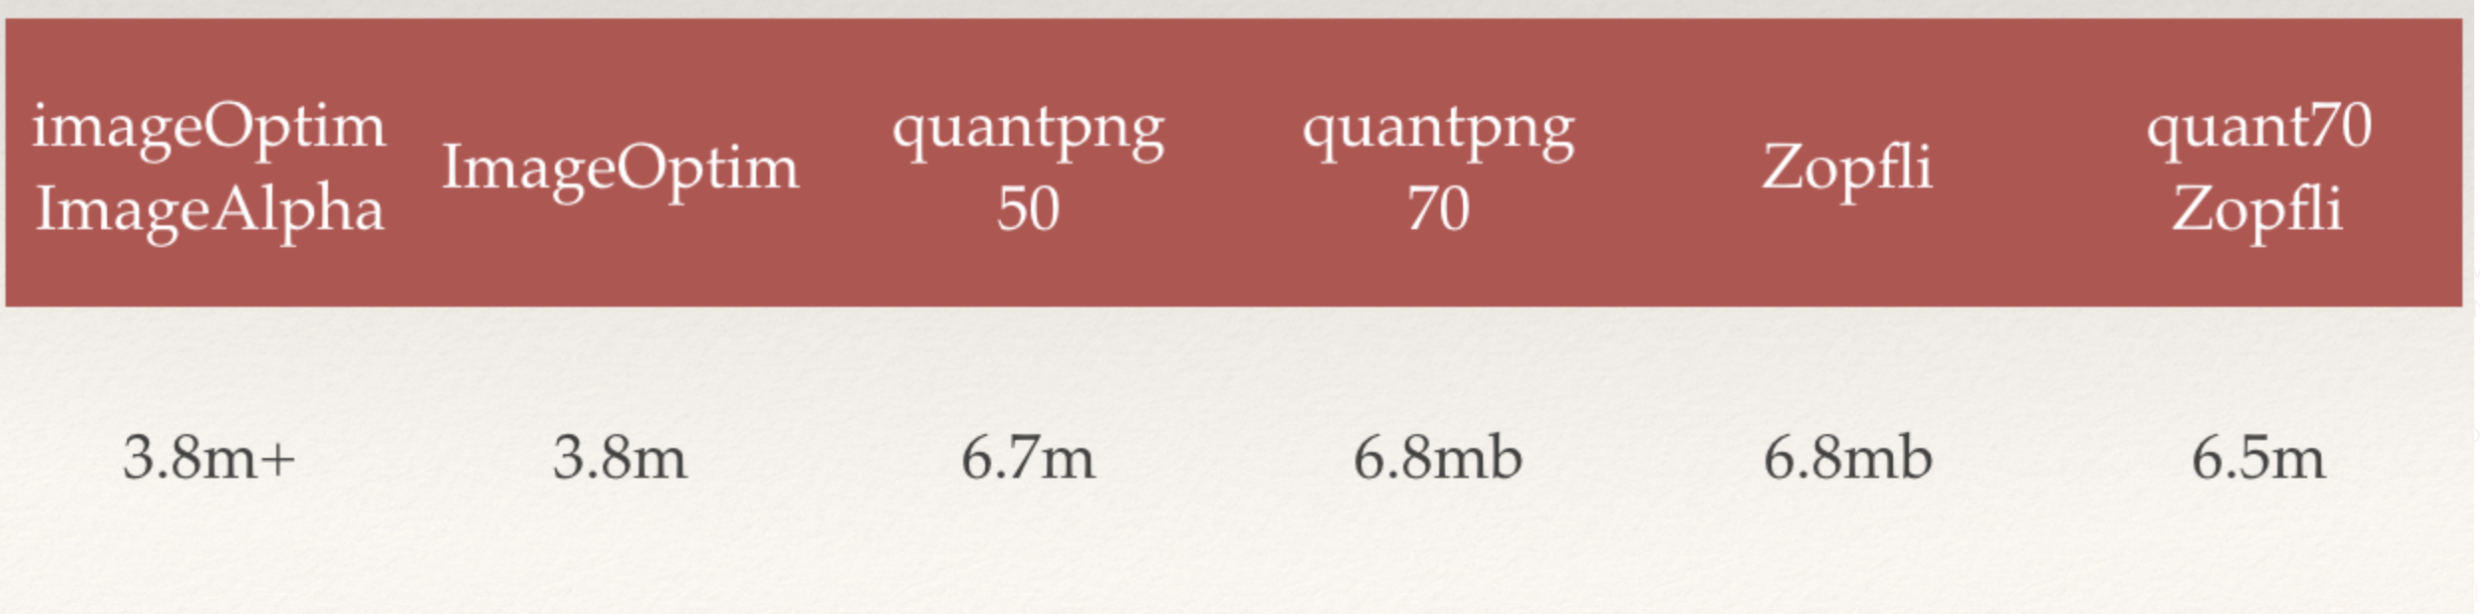 imageOptim
ImageAlpha
ImageOptim
quantpng
50
quantpng
70
Zopfli
quant70
Zopfli
3.8m+
3.8m
6.7m
6.8mb
6.8mb
6.5m